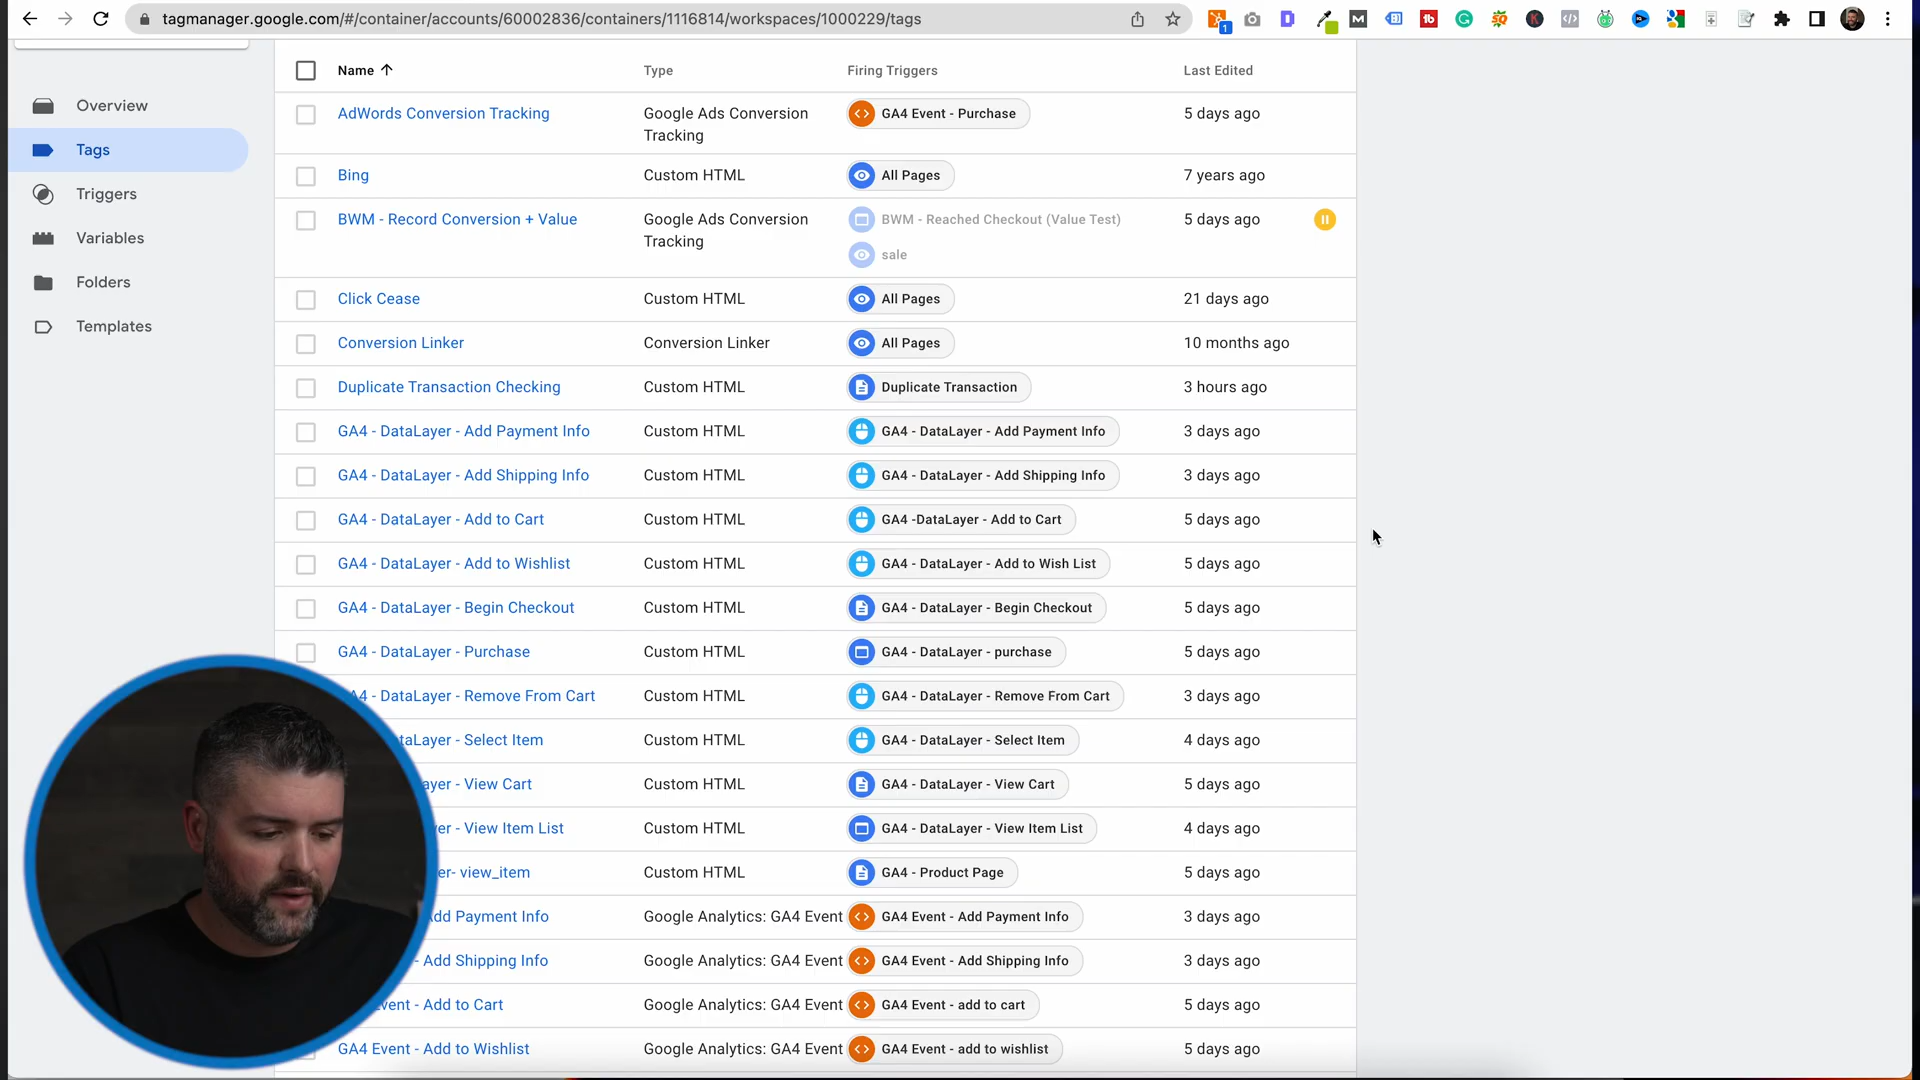 tagmanager.google.com/#/container/accounts/60002836/containers/1116814/workspaces/1000229/tags
1
Overview
Tags
Triggers
Variables
Folders
Templates
Name Type Firing Triggers Last Edited
AdWords Conversion Tracking Google Ads Conversion Tracking GA4 Event - Purchase 5 days ago
Bing Custom HTML All Pages 7 years ago
BWM - Record Conversion + Value Google Ads Conversion Tracking BWM - Reached Checkout (Value Test) 5 days ago
sale
Click Cease Custom HTML All Pages 21 days ago
Conversion Linker Conversion Linker All Pages 10 months ago
Duplicate Transaction Checking Custom HTML Duplicate Transaction 3 hours ago
GA4 - DataLayer - Add Payment Info Custom HTML GA4 - DataLayer - Add Payment Info 3 days ago
GA4 - DataLayer - Add Shipping Info Custom HTML GA4 - DataLayer - Add Shipping Info 3 days ago
GA4 - DataLayer - Add to Cart Custom HTML GA4 -DataLayer - Add to Cart 5 days ago
GA4 - DataLayer - Add to Wishlist Custom HTML GA4 - DataLayer - Add to Wish List 5 days ago
GA4 - DataLayer - Begin Checkout Custom HTML GA4 - DataLayer - Begin Checkout 5 days ago
GA4 - DataLayer - Purchase Custom HTML GA4 - DataLayer - purchase 5 days ago
A4 - DataLayer - Remove From Cart Custom HTML GA4 - DataLayer - Remove From Cart 3 days ago
taLayer - Select Item Custom HTML GA4 - DataLayer - Select Item 4 days ago
ayer - View Cart Custom HTML GA4 - DataLayer - View Cart 5 days ago
er - View Item List Custom HTML GA4 - DataLayer - View Item List 4 days ago
er- view_item Custom HTML GA4 - Product Page 5 days ago
Add Payment Info Google Analytics: GA4 Event GA4 Event - Add Payment Info 3 days ago
- Add Shipping Info Google Analytics: GA4 Event GA4 Event - Add Shipping Info 3 days ago
vent - Add to Cart Google Analytics: GA4 Event GA4 Event - add to cart 5 days ago
GA4 Event - Add to Wishlist Google Analytics: GA4 Event GA4 Event - add to wishlist 5 days ago